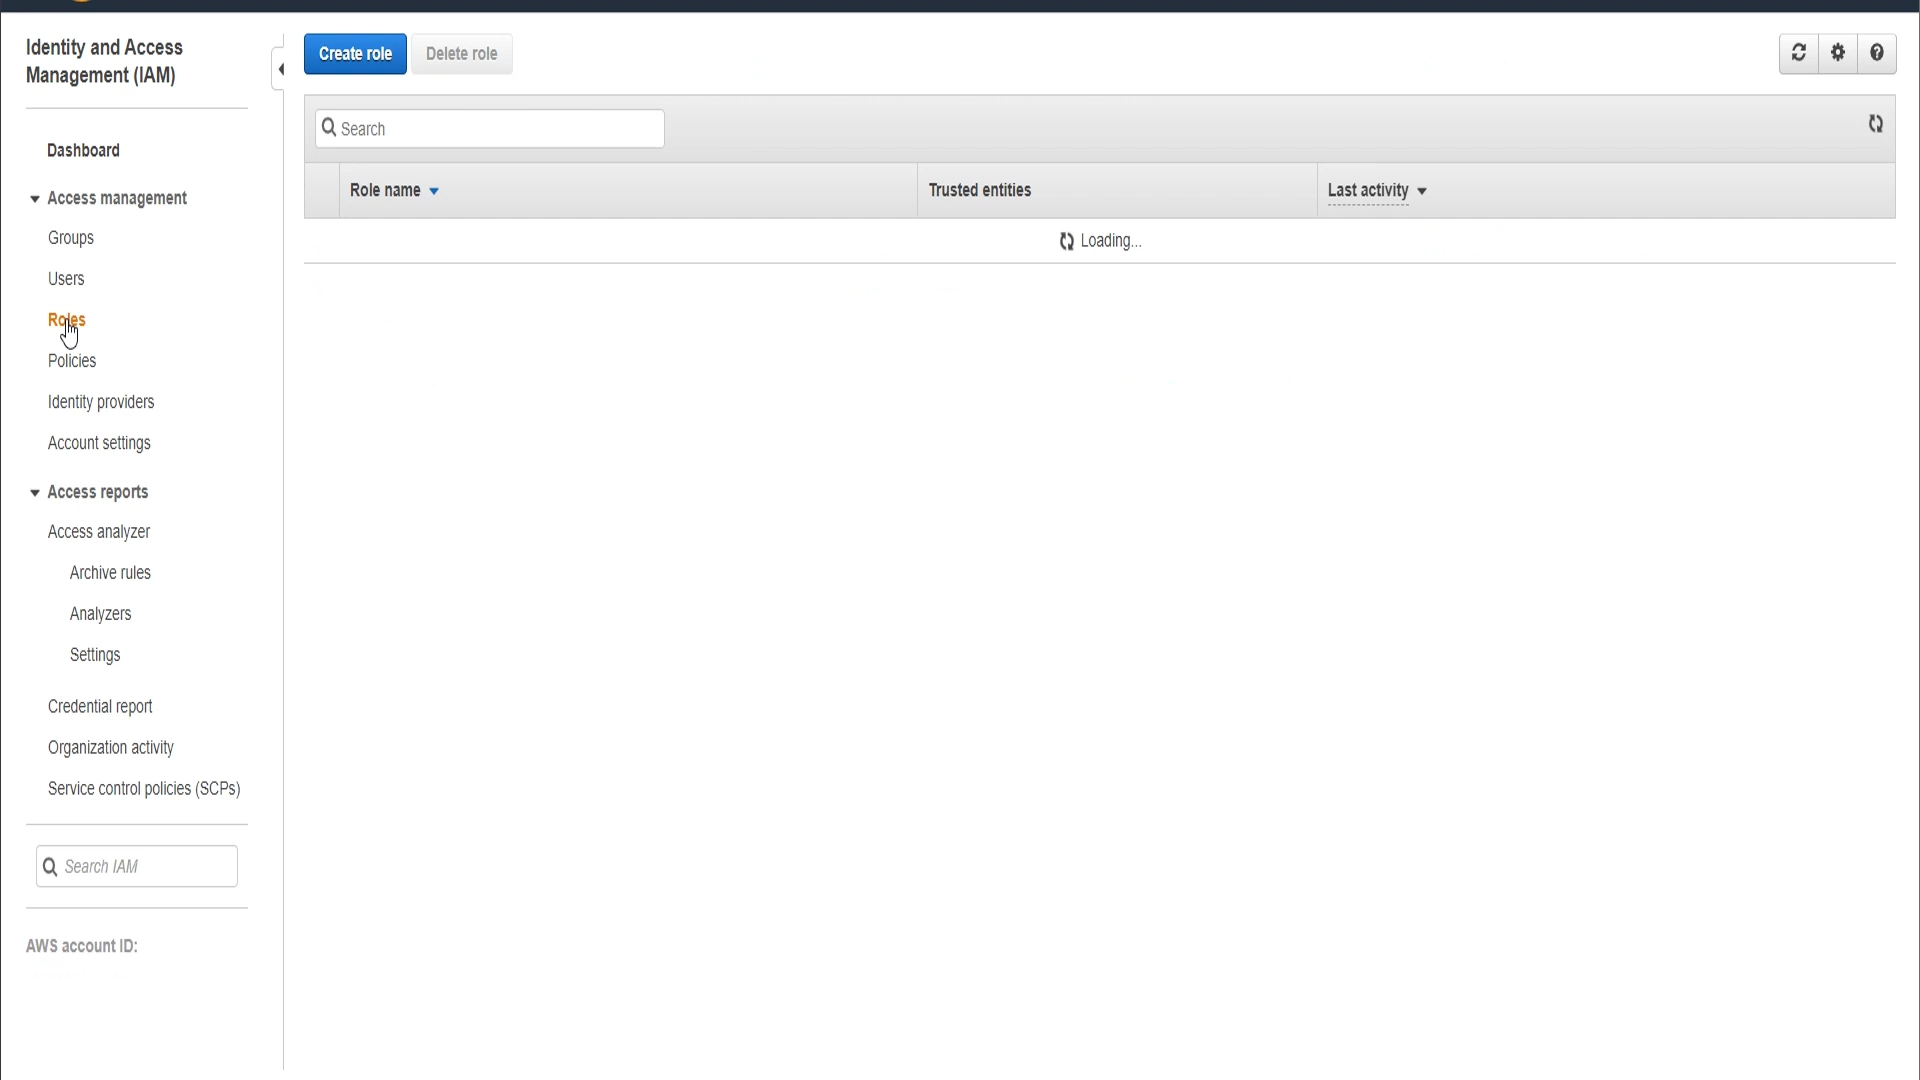 Identity and Access
Management (IAM)
Dashboard
Access management
Groups
Users
Roles
Policies
Identity providers
Account settings
Access reports
Access analyzer
Archive rules
Analyzers
Settings
Credential report
Organization activity
Service control policies (SCPs)
Search IAM
AWS account ID:
Create role
Delete role
Search
Role name
Trusted entities
Last activity
Loading...